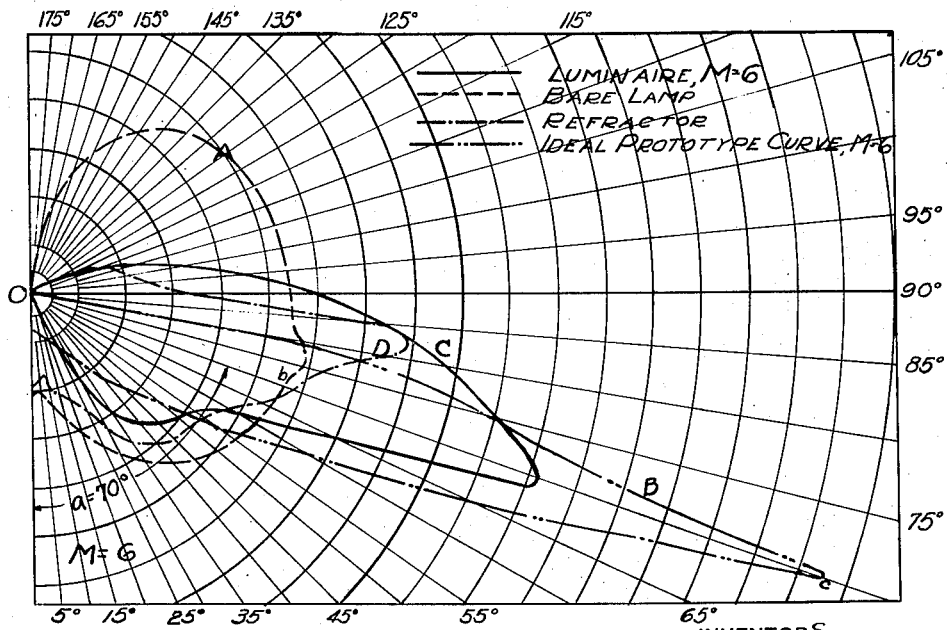 175° 165° 155° 145° 135° 125° 115°
105°
LUMINAIRE, M=6
BARE LAMP
REFRACTOR
IDEAL PROTOTYPE CURVE, M-6
A
95°
O
90°
D C
85°
b
B
a=70°
75°
M=6
c
5° 15° 25° 35° 45° 55° 65°
INVENTORS